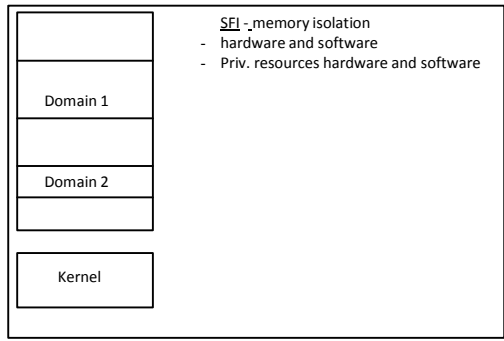 SFI - memory isolation
- hardware and software
- Priv. resources hardware and software
Domain 1
Domain 2
Kernel